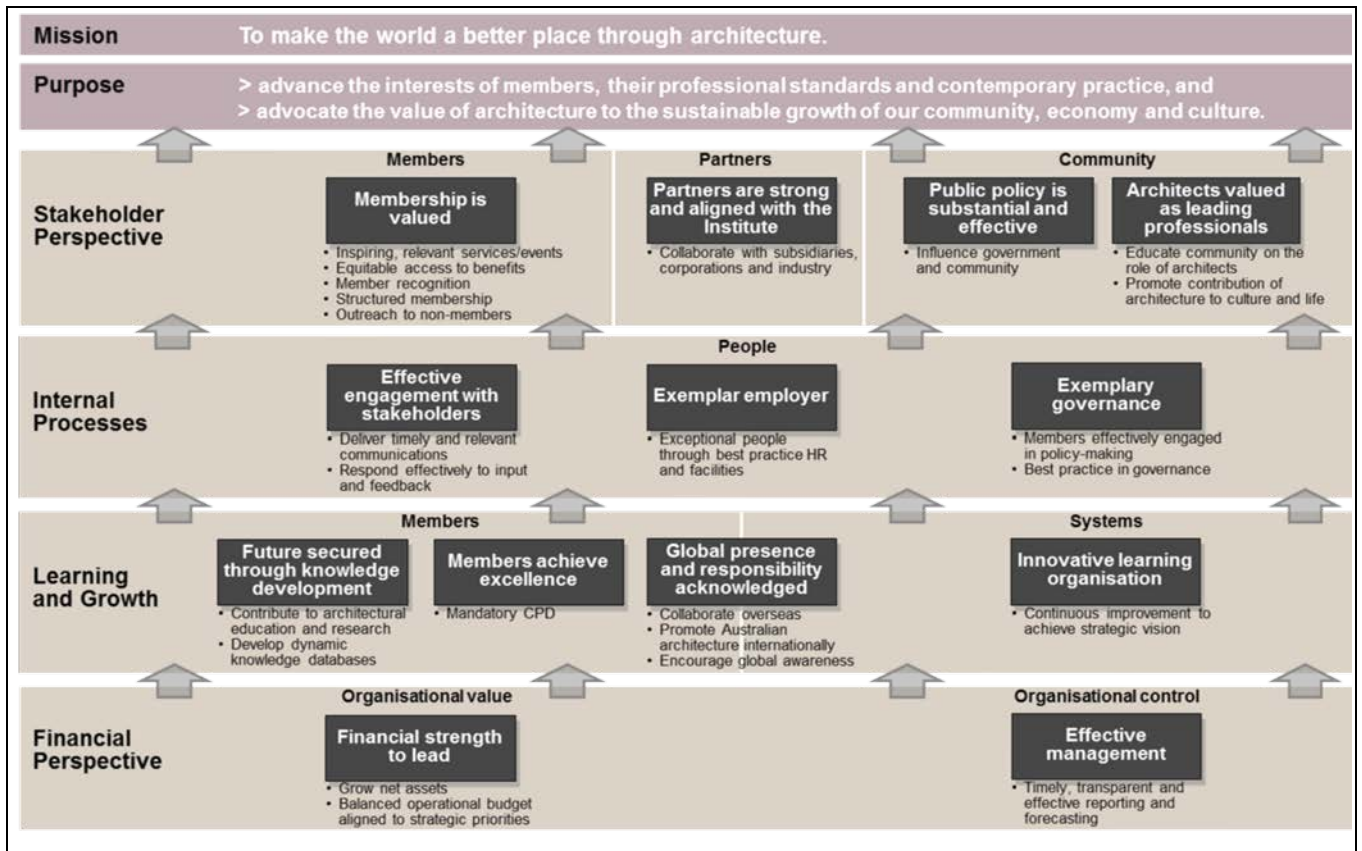 Mission
To make the world a better place through architecture.
Purpose
> advance the interests of members, their professional standards and contemporary practice, and
> advocate the value of architecture to the sustainable growth of our community, economy and culture.
Stakeholder
Perspective
Members
Membership is
valued
• Inspiring, relevant services/events
• Equitable access to benefits
• Member recognition
• Structured membership
• Outreach to non-members
Partners
Partners are strong
and aligned with the
Institute
• Collaborate with subsidiaries,
corporations and industry
Community
Public policy is
substantial and
effective
• Influence government
and community
Architects valued
as leading
professionals
• Educate community on the
role of architects
• Promote contribution of
architecture to culture and life
Internal
Processes
People
Effective
engagement with
stakeholders
• Deliver timely and relevant
communications
• Respond effectively to input
and feedback
Exemplar employer
• Exceptional people
through best practice HR
and facilities
Exemplary
governance
• Members effectively engaged
in policy-making
• Best practice in governance
Learning
and Growth
Members
Future secured
through knowledge
development
• Contribute to architectural
education and research
• Develop dynamic
knowledge databases
Members achieve
excellence
• Mandatory CPD
Global presence
and responsibility
acknowledged
• Collaborate overseas
• Promote Australian
architecture internationally
• Encourage global awareness
Systems
Innovative learning
organisation
• Continuous improvement to
achieve strategic vision
Financial
Perspective
Organisational value
Financial strength
to lead
• Grow net assets
• Balanced operational budget
aligned to strategic priorities
Organisational control
Effective
management
• Timely, transparent and
effective reporting and
forecasting